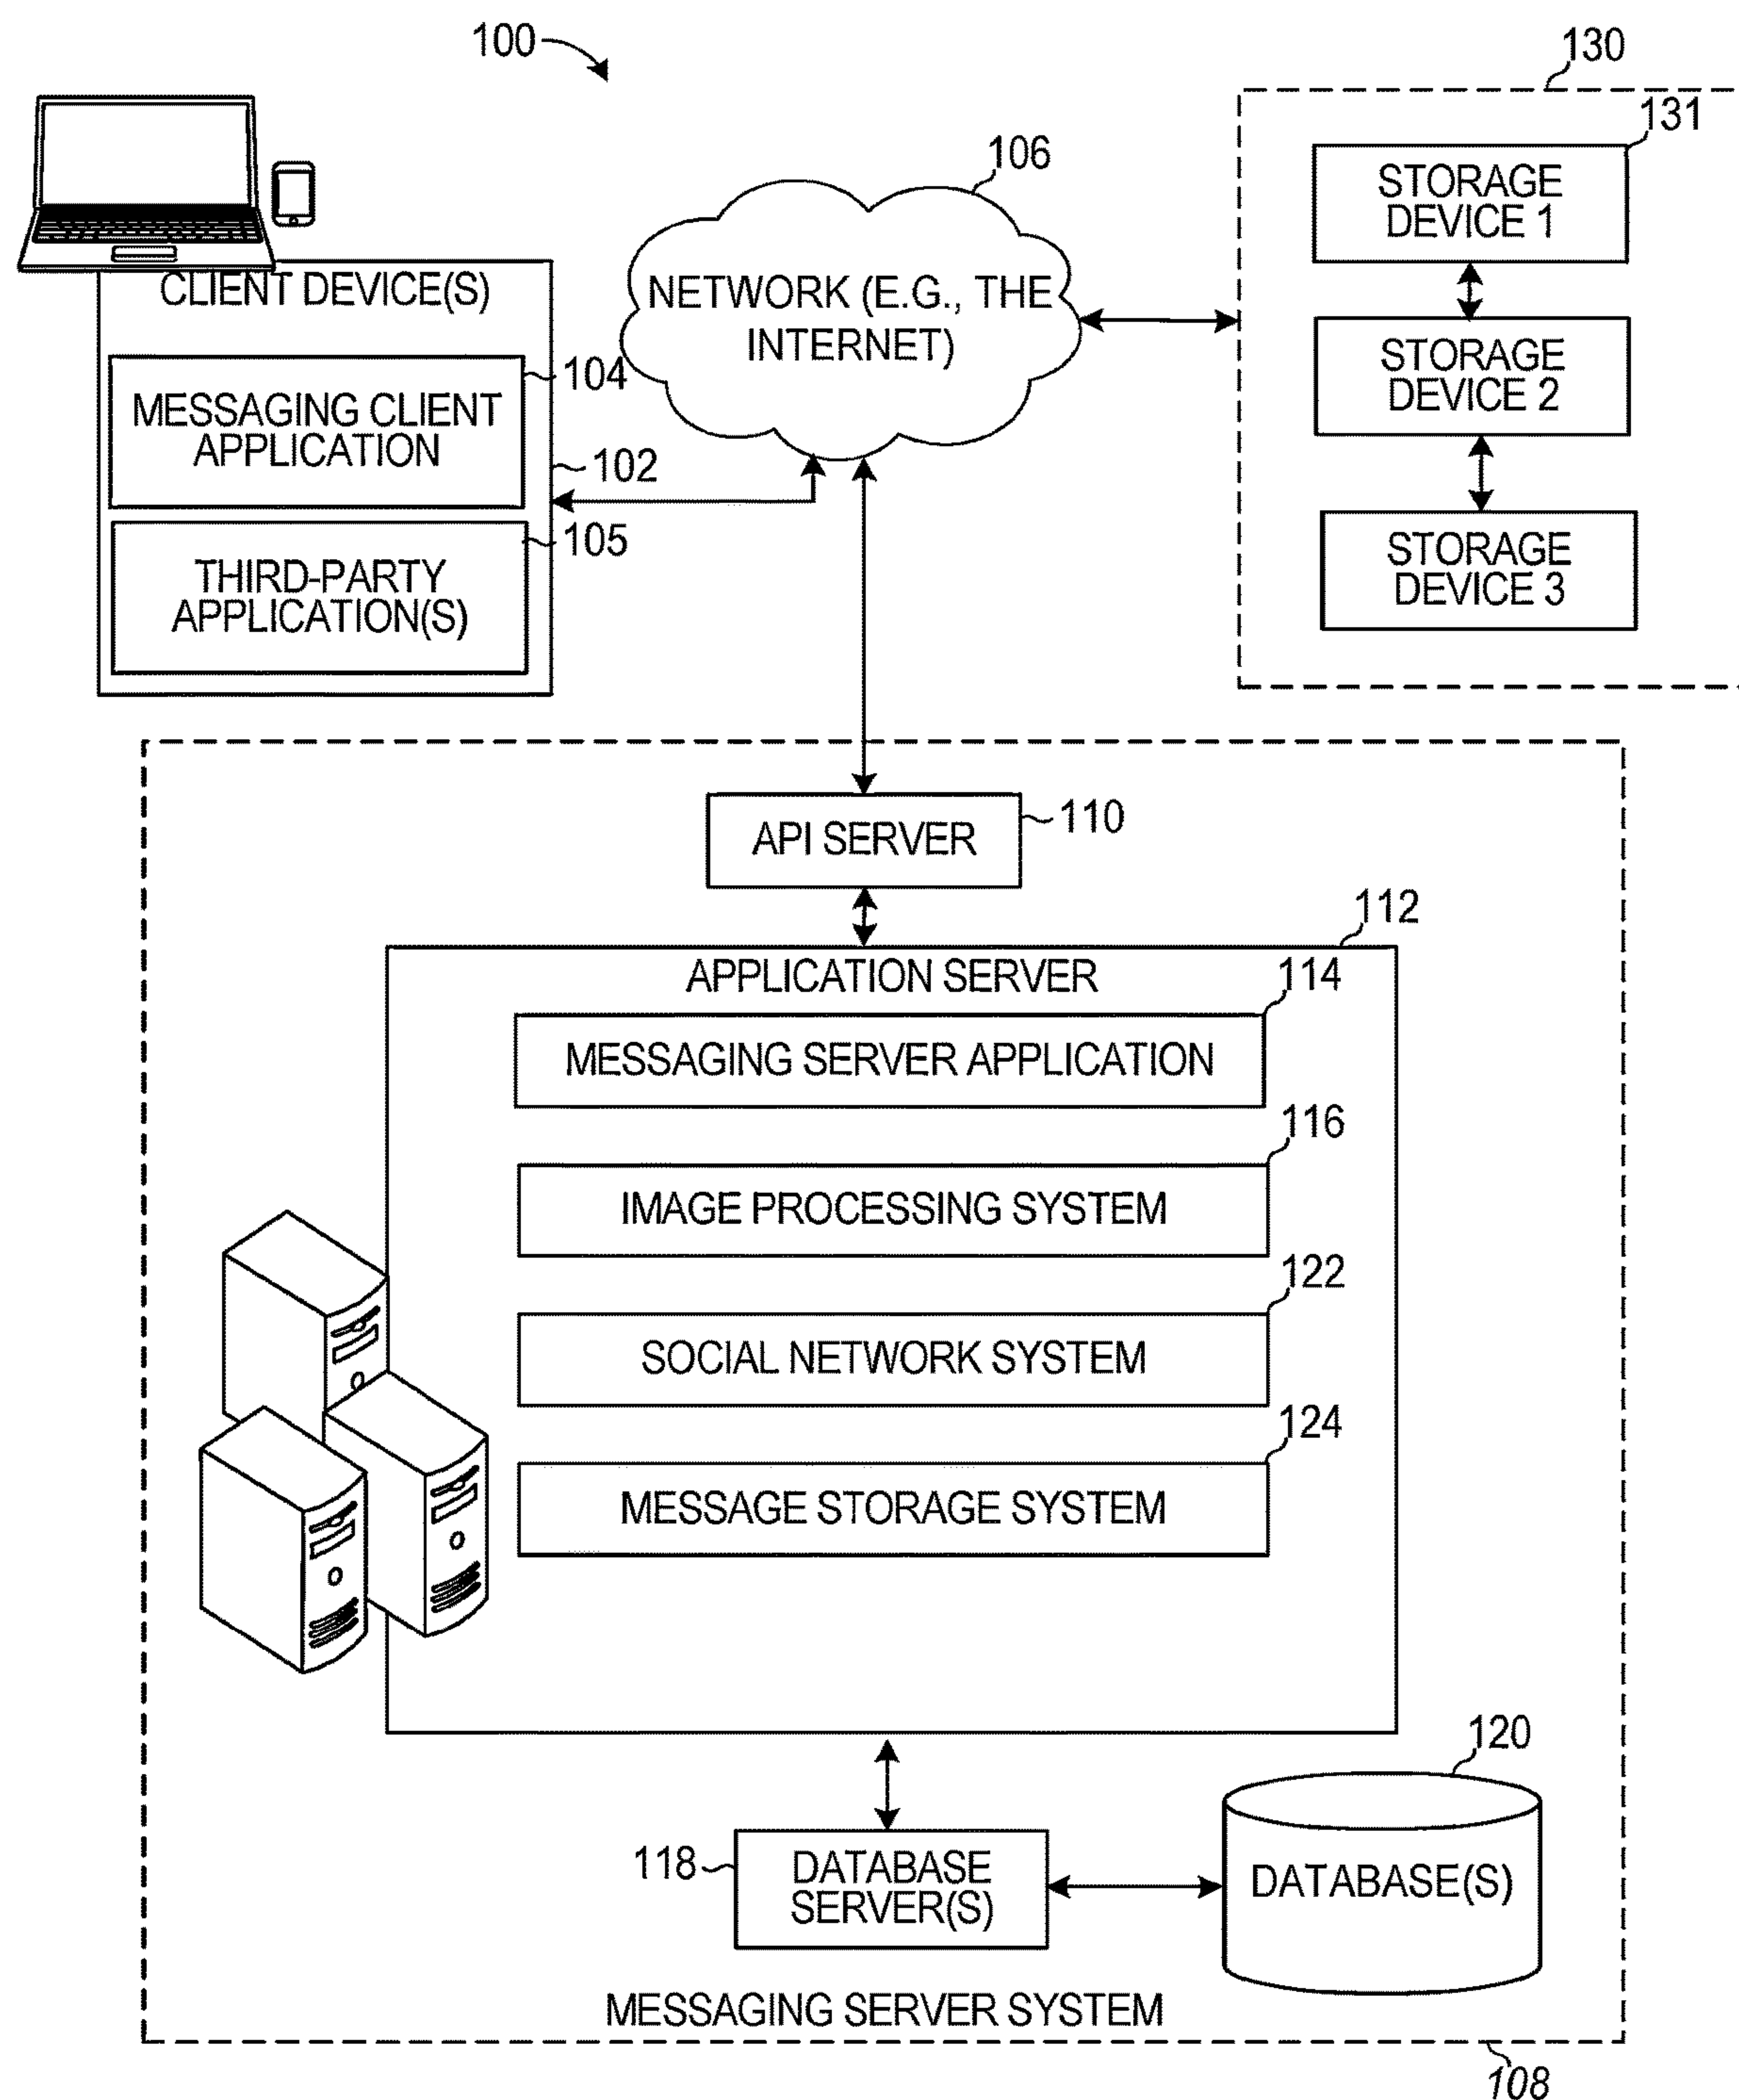 100
130
131
STORAGE
DEVICE 1
STORAGE
DEVICE 2
STORAGE
DEVICE 3
106
NETWORK (E.G., THE
INTERNET)
CLIENT DEVICE(S)
104
MESSAGING CLIENT
APPLICATION
102
105
THIRD-PARTY
APPLICATION(S)
API SERVER
110
112
APPLICATION SERVER
114
MESSAGING SERVER APPLICATION
116
IMAGE PROCESSING SYSTEM
122
SOCIAL NETWORK SYSTEM
124
MESSAGE STORAGE SYSTEM
120
118
DATABASE
SERVER(S)
DATABASE(S)
MESSAGING SERVER SYSTEM
108